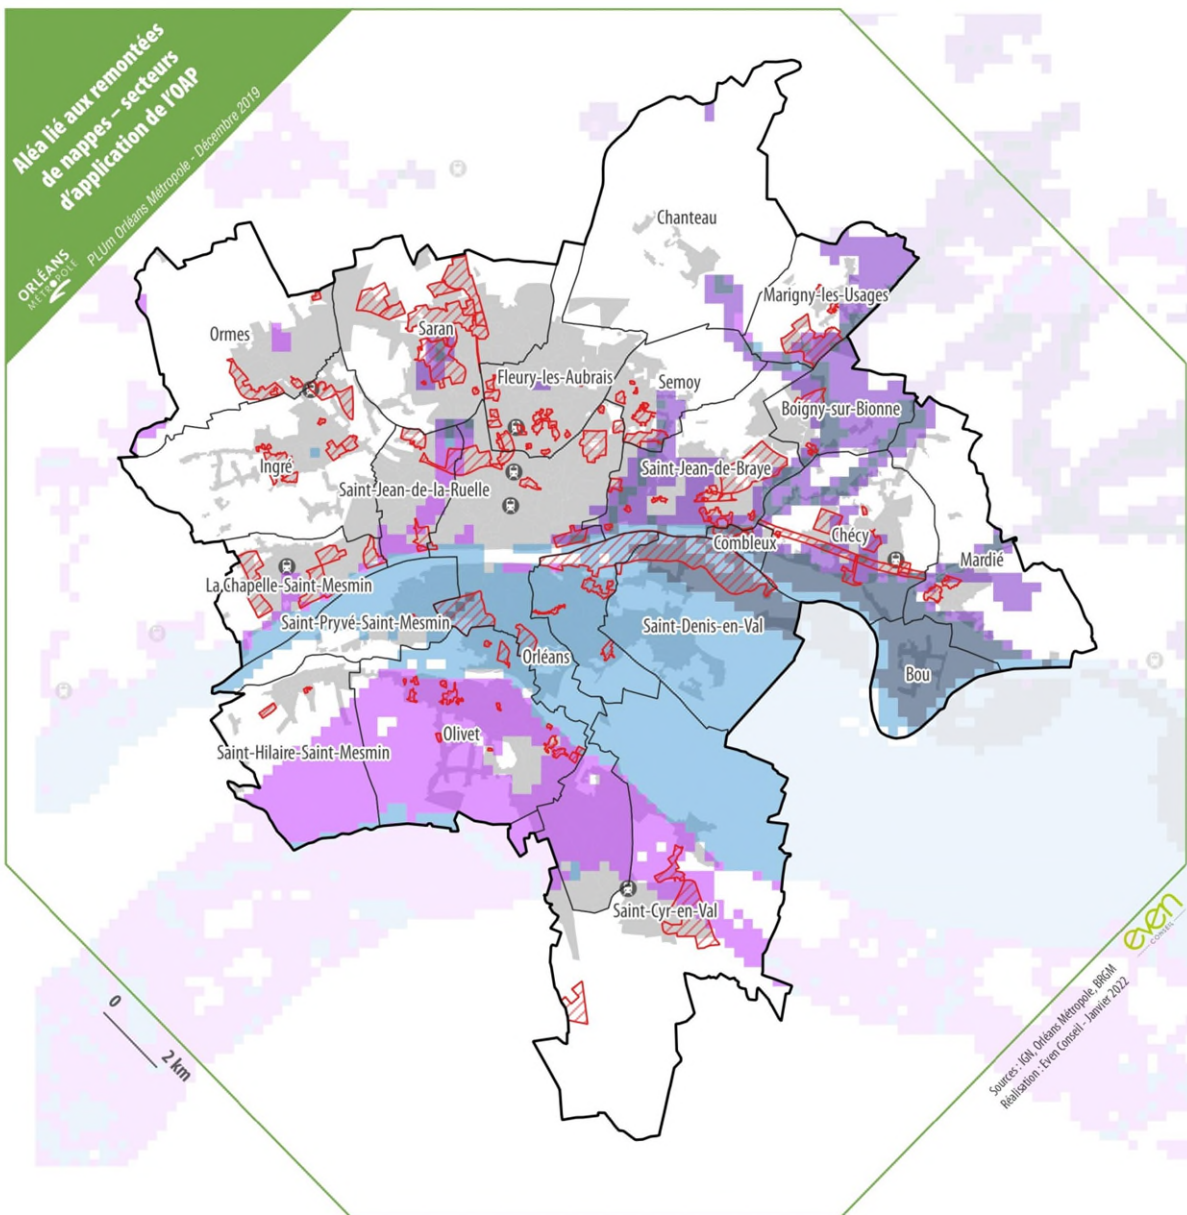 Aléa lié aux remontées
de nappes – secteurs
d'application de l'OAP
PLUm Orléans Métropole - Décembre 2019
ORLÉANS
MÉTROPOLE
Chanteau
Marigny-les-Usages
Ormes
Saran
Fleury-les-Aubrais
Semoy
Boigny-sur-Bionne
Ingré
Saint-Jean-de-la-Ruelle
Saint-Jean-de-Braye
Combleux
Chécy
Mardié
La Chapelle-Saint-Mesmin
Saint-Pryvé-Saint-Mesmin
Saint-Denis-en-Val
Orléans
Bou
Saint-Hilaire-Saint-Mesmin
Olivet
Saint-Cyr-en-Val
0
2 km
even
CONSEIL
Sources : IGN, Orléans Métropole, BRGM
Réalisation : Even Conseil - Janvier 2022